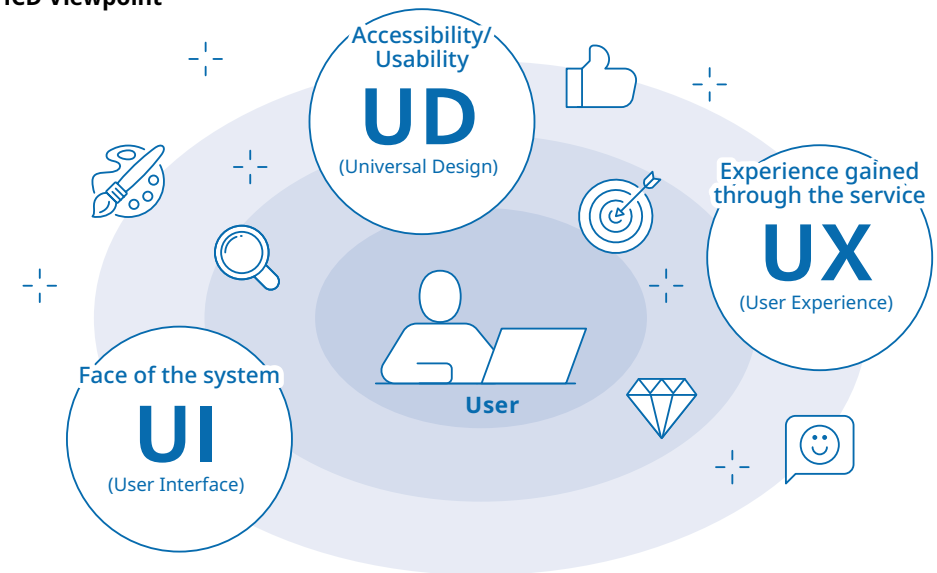 Viewpoint
Accessibility/
Usability
UD
(Universal Design)
Experience gained
through the service
UX
(User Experience)
Face of the system
UI
(User Interface)
User